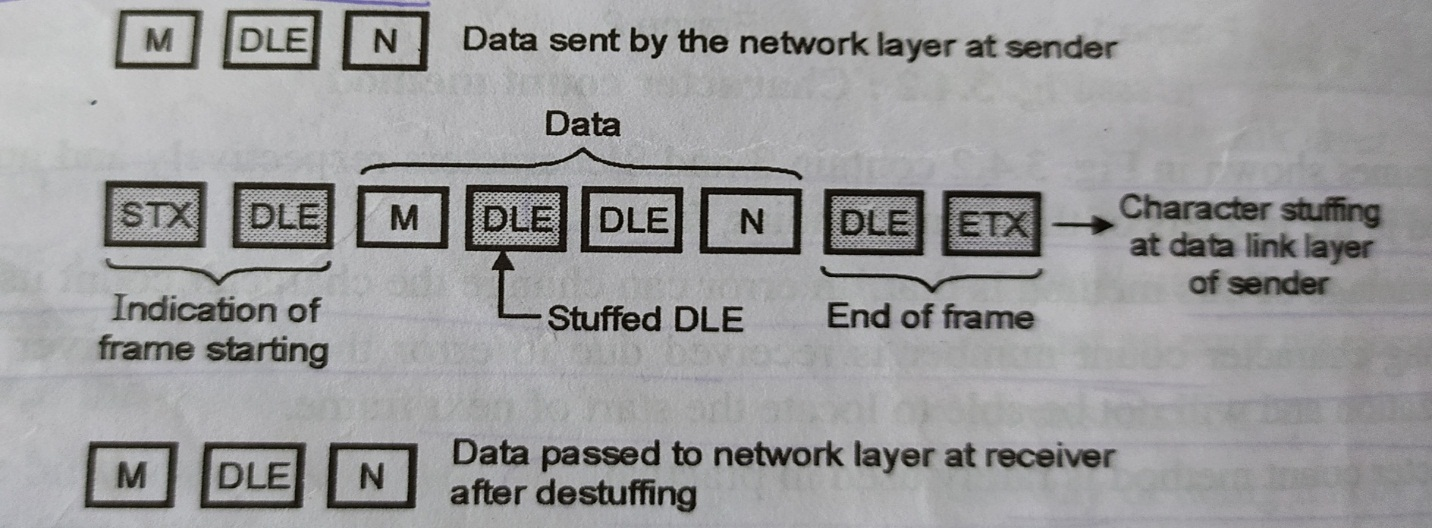 M DLE N Data sent by the network layer at sender
Data
STX DLE M DLE DLE N DLE ETX Character stuffing
at data link layer
of sender
Indication of
frame starting
Stuffed DLE
End of frame
M DLE N Data passed to network layer at receiver
after destuffing